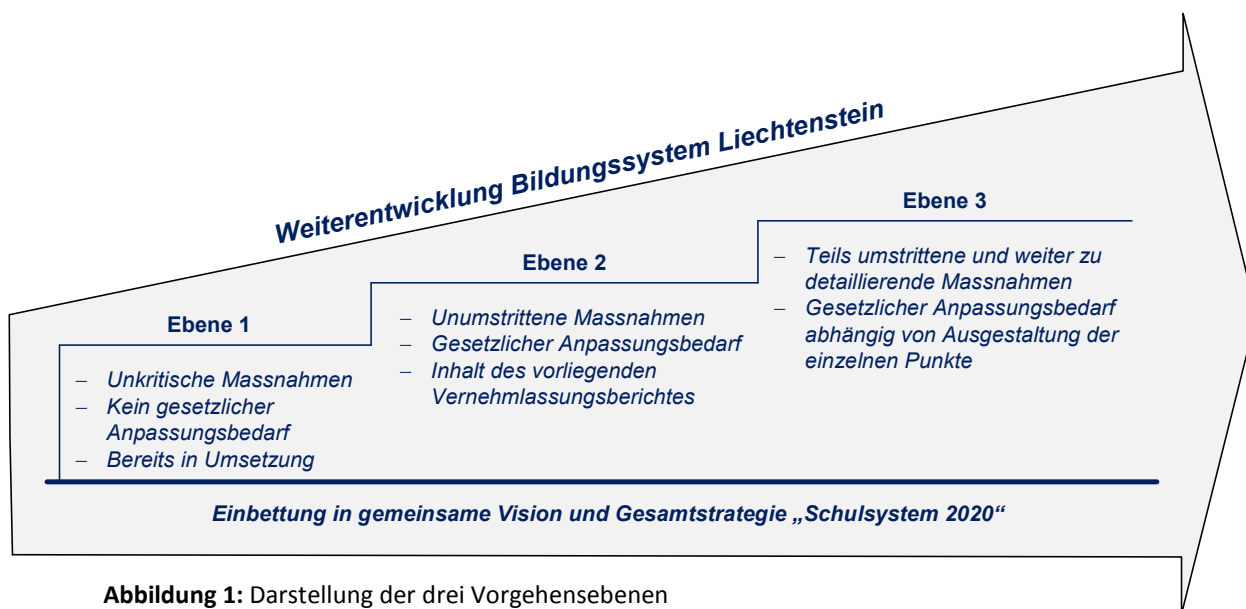 Weiterentwicklung Bildungssystem Liechtenstein
Ebene 1
– Unkritische Massnahmen
– Kein gesetzlicher
Anpassungsbedarf
– Bereits in Umsetzung
Ebene 2
– Unumstrittene Massnahmen
– Gesetzlicher Anpassungsbedarf
– Inhalt des vorliegenden
Vernehmlassungsberichtes
Ebene 3
– Teils umstrittene und weiter zu
detaillierende Massnahmen
– Gesetzlicher Anpassungsbedarf
abhängig von Ausgestaltung der
einzelnen Punkte
Einbettung in gemeinsame Vision und Gesamtstrategie „Schulsystem 2020“
Abbildung 1: Darstellung der drei Vorgehensebenen